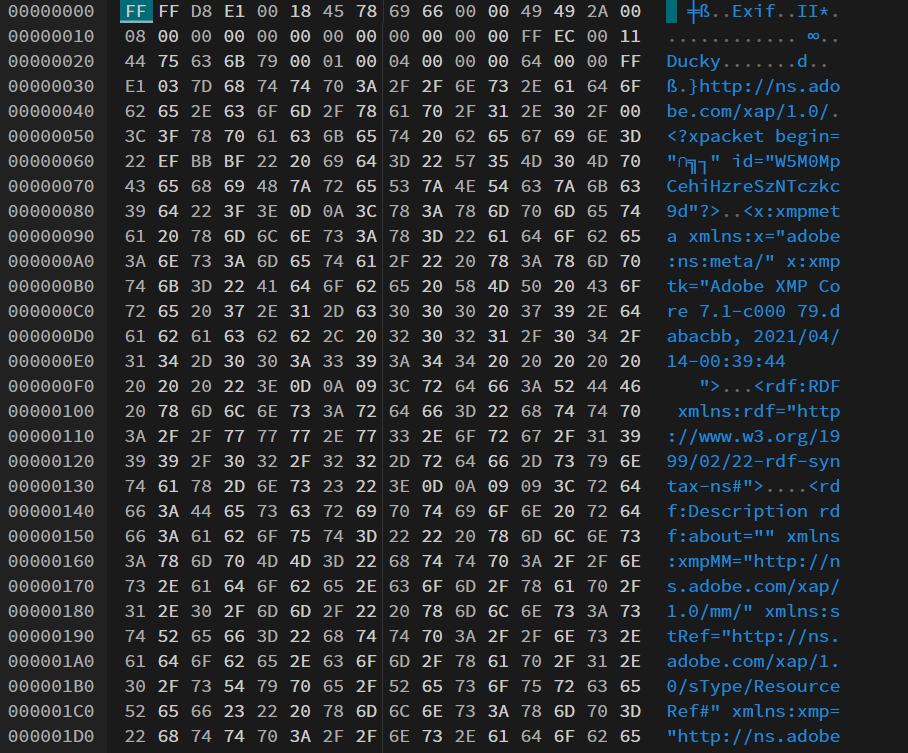 00000000 FF FF D8 E1 00 18 45 78 69 66 00 00 49 49 2A 00 ╪ß..Exif..II*.
00000010 08 00 00 00 00 00 00 00 00 00 00 00 FF EC 00 11 ............ ∞..
00000020 44 75 63 6B 79 00 01 00 04 00 00 00 64 00 00 FF Ducky.......d..
00000030 E1 03 7D 68 74 74 70 3A 2F 2F 6E 73 2E 61 64 6F ß.}http://ns.ado
00000040 62 65 2E 63 6F 6D 2F 78 61 70 2F 31 2E 30 2F 00 be.com/xap/1.0/.
00000050 3C 3F 78 70 61 63 6B 65 74 20 62 65 67 69 6E 3D <?xpacket begin=
00000060 22 EF BB BF 22 20 69 64 3D 22 57 35 4D 30 4D 70 "∩╗┐" id="W5M0Mp
00000070 43 65 68 69 48 7A 72 65 53 7A 4E 54 63 7A 6B 63 CehiHzreSzNTczkc
00000080 39 64 22 3F 3E 0D 0A 3C 78 3A 78 6D 70 6D 65 74 9d"?>..<x:xmpmet
00000090 61 20 78 6D 6C 6E 73 3A 78 3D 22 61 64 6F 62 65 a xmlns:x="adobe
000000A0 3A 6E 73 3A 6D 65 74 61 2F 22 20 78 3A 78 6D 70 :ns:meta/" x:xmp
000000B0 74 6B 3D 22 41 64 6F 62 65 20 58 4D 50 20 43 6F tk="Adobe XMP Co
000000C0 72 65 20 37 2E 31 2D 63 30 30 30 20 37 39 2E 64 re 7.1-c000 79.d
000000D0 61 62 61 63 62 62 2C 20 32 30 32 31 2F 30 34 2F abacbb, 2021/04/
000000E0 31 34 2D 30 30 3A 33 39 3A 34 34 20 20 20 20 20 14-00:39:44
000000F0 20 20 20 22 3E 0D 0A 09 3C 72 64 66 3A 52 44 46 ">...<rdf:RDF
00000100 20 78 6D 6C 6E 73 3A 72 64 66 3D 22 68 74 74 70 xmlns:rdf="http
00000110 3A 2F 2F 77 77 77 2E 77 33 2E 6F 72 67 2F 31 39 ://www.w3.org/19
00000120 39 39 2F 30 32 2F 32 32 2D 72 64 66 2D 73 79 6E 99/02/22-rdf-syn
00000130 74 61 78 2D 6E 73 23 22 3E 0D 0A 09 09 3C 72 64 tax-ns#">....<rd
00000140 66 3A 44 65 73 63 72 69 70 74 69 6F 6E 20 72 64 f:Description rd
00000150 66 3A 61 62 6F 75 74 3D 22 22 20 78 6D 6C 6E 73 f:about="" xmlns
00000160 3A 78 6D 70 4D 4D 3D 22 68 74 74 70 3A 2F 2F 6E :xmpMM="http://n
00000170 73 2E 61 64 6F 62 65 2E 63 6F 6D 2F 78 61 70 2F s.adobe.com/xap/
00000180 31 2E 30 2F 6D 6D 2F 22 20 78 6D 6C 6E 73 3A 73 1.0/mm/" xmlns:s
00000190 74 52 65 66 3D 22 68 74 74 70 3A 2F 2F 6E 73 2E tRef="http://ns.
000001A0 61 64 6F 62 65 2E 63 6F 6D 2F 78 61 70 2F 31 2E adobe.com/xap/1.
000001B0 30 2F 73 54 79 70 65 2F 52 65 73 6F 75 72 63 65 0/sType/Resource
000001C0 52 65 66 23 22 20 78 6D 6C 6E 73 3A 78 6D 70 3D Ref#" xmlns:xmp=
000001D0 22 68 74 74 70 3A 2F 2F 6E 73 2E 61 64 6F 62 65 "http://ns.adobe